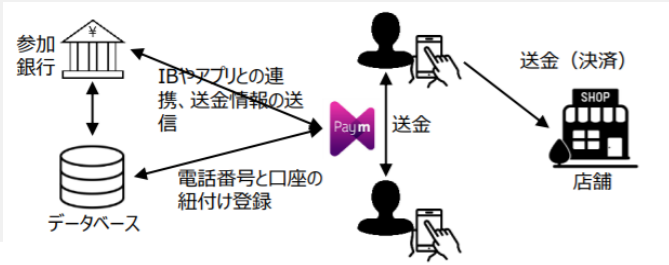 参加
銀行
¥
IBやアプリとの連
携、送金情報の送
信
Paym
送金
送金（決済）
SHOP
店舗
電話番号と口座の
紐付け登録
データベース